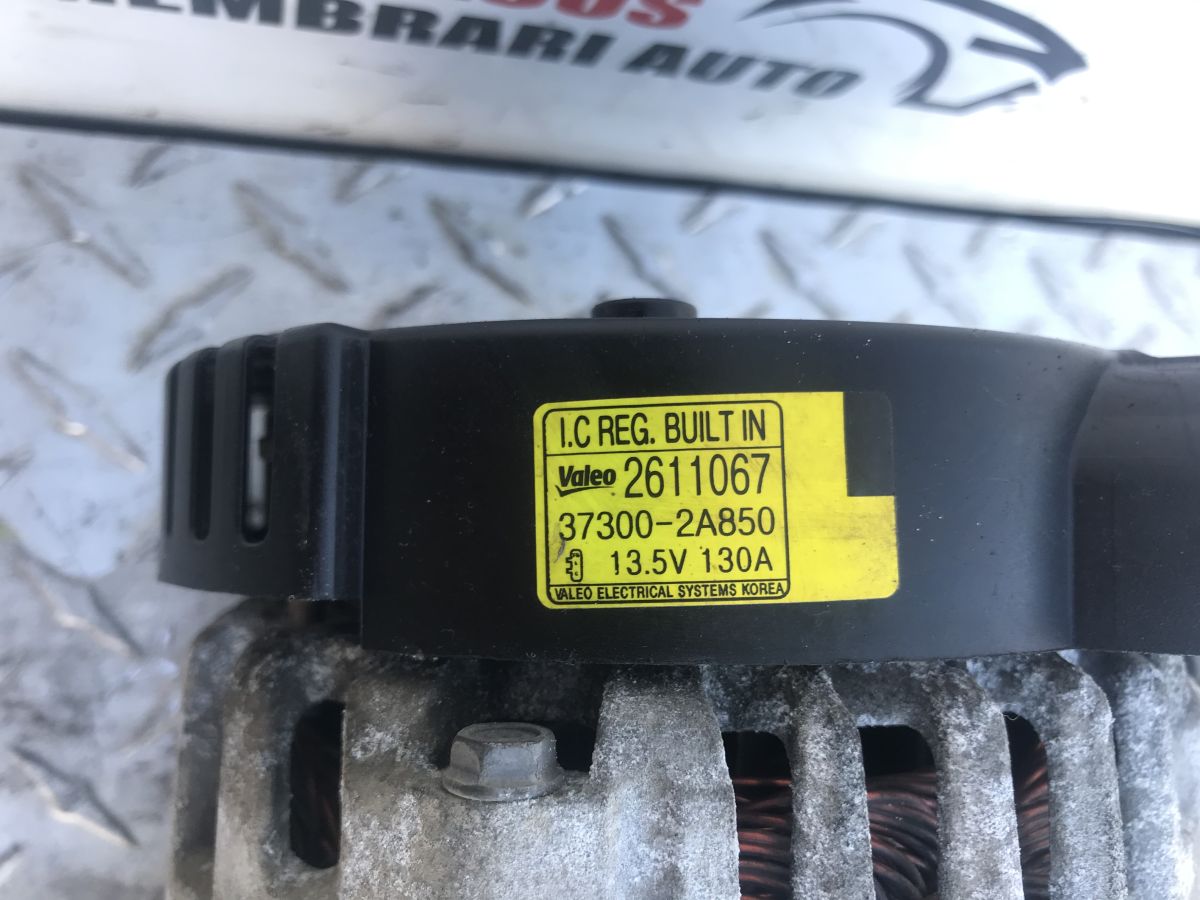 MEMBRARI AUTO
I.C REG. BUILT IN
Valeo 2611067
37300-2A850
13.5V 130A
VALEO ELECTRICAL SYSTEMS KOREA